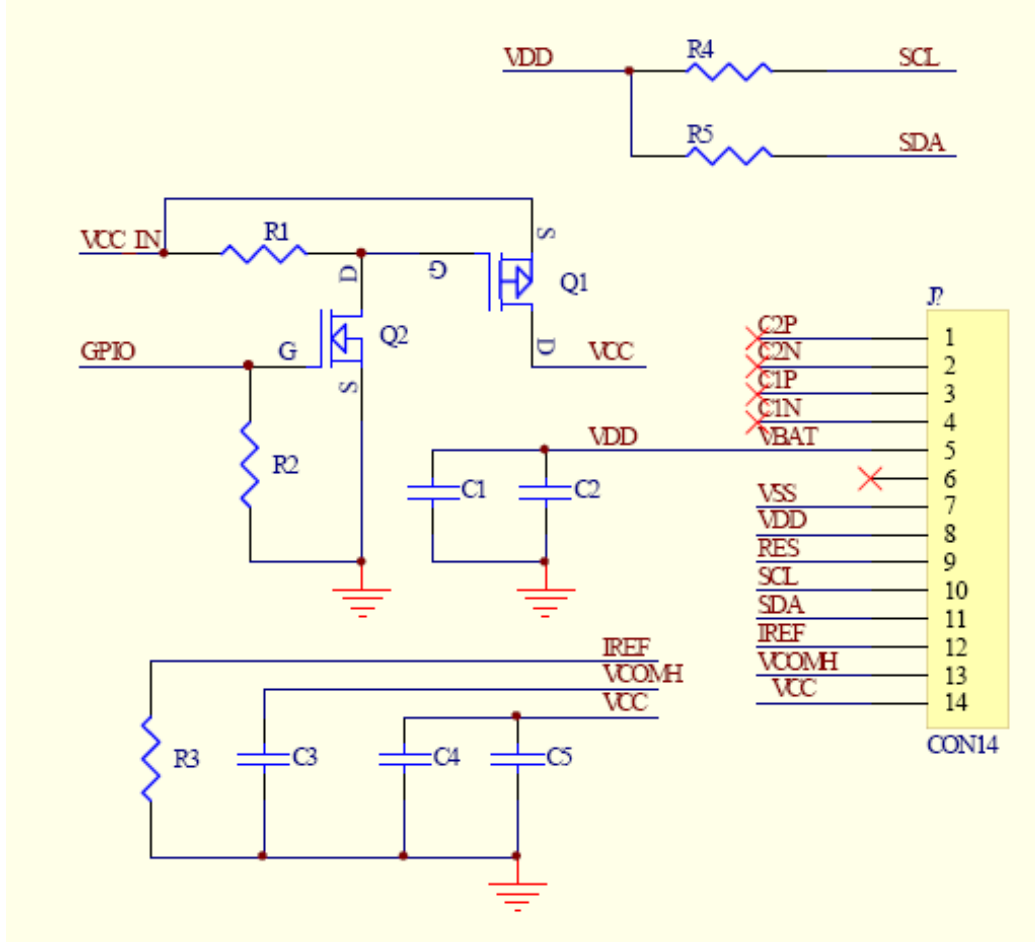 VDD
R4
SCL
R5
SDA
VCC IN
R1
D
G
S
Q1
D
VCC
GPIO
G
Q2
S
R2
VDD
C1
C2
J?
C2P
1
C2N
2
C1P
3
C1N
4
VBAT
5
6
VSS
7
VDD
8
RES
9
SCL
10
SDA
11
IREF
12
VCOMH
13
VCC
14
CON14
IREF
VCOMH
VCC
R3
C3
C4
C5